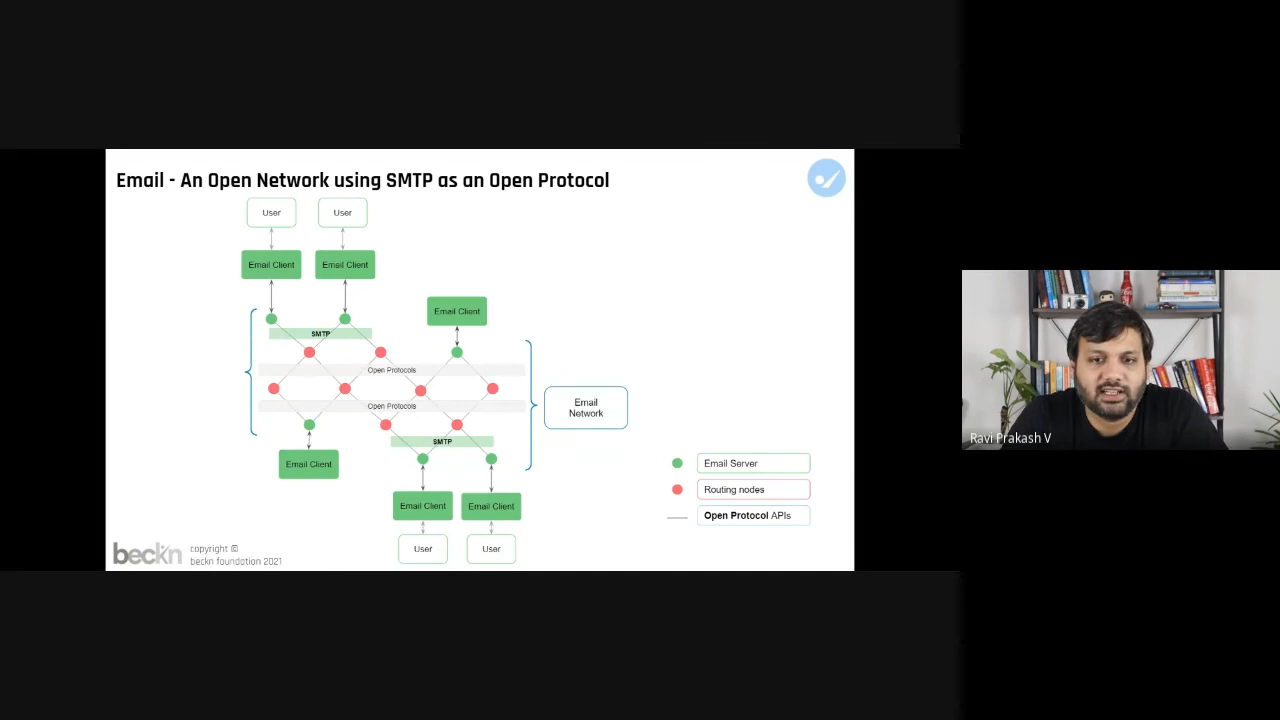 Email - An Open Network using SMTP as an Open Protocol
User
User
Email Client
Email Client
Email Client
SMTP
Open Protocols
Open Protocols
Email
Network
SMTP
Email Client
Email Server
Routing nodes
Open Protocol APIs
Email Client
Email Client
User
User
beckn
copyright ©
beckn foundation 2021
Ravi Prakash V